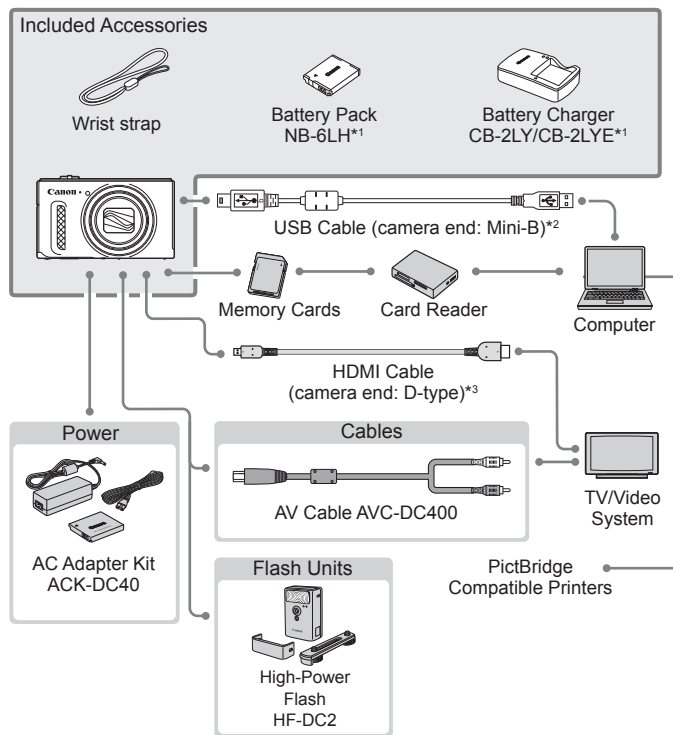 Included Accessories
Wrist strap
Battery Pack
NB-6LH*1
Battery Charger
CB-2LY/CB-2LYE*1
Canon
USB Cable (camera end: Mini-B)*2
Memory Cards
Card Reader
Computer
HDMI Cable
(camera end: D-type)*3
Power
AC Adapter Kit
ACK-DC40
Cables
AV Cable AVC-DC400
TV/Video
System
Flash Units
High-Power
Flash
HF-DC2
PictBridge
Compatible Printers